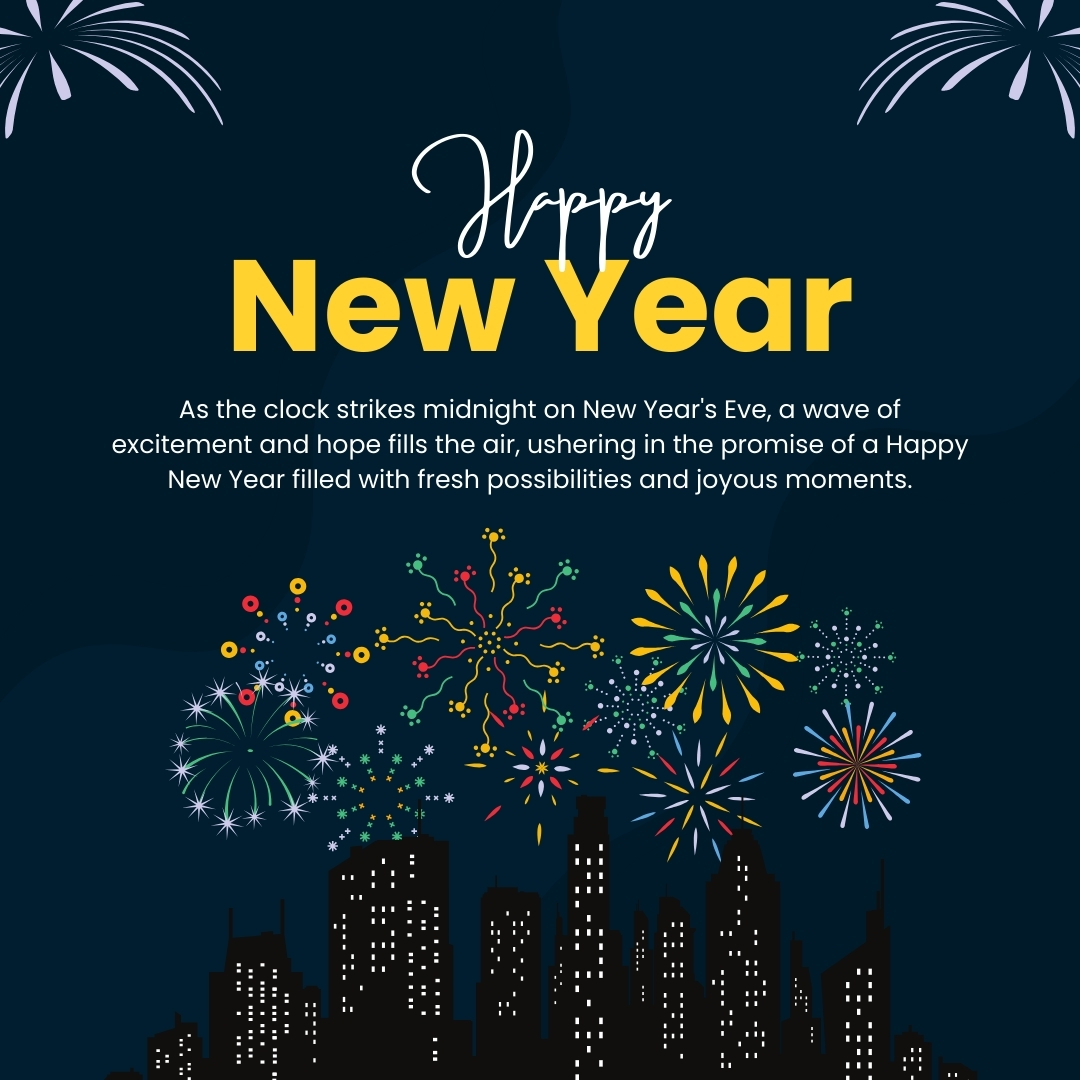 Happy
New Year
As the clock strikes midnight on New Year's Eve, a wave of
excitement and hope fills the air, ushering in the promise of a Happy
New Year filled with fresh possibilities and joyous moments.